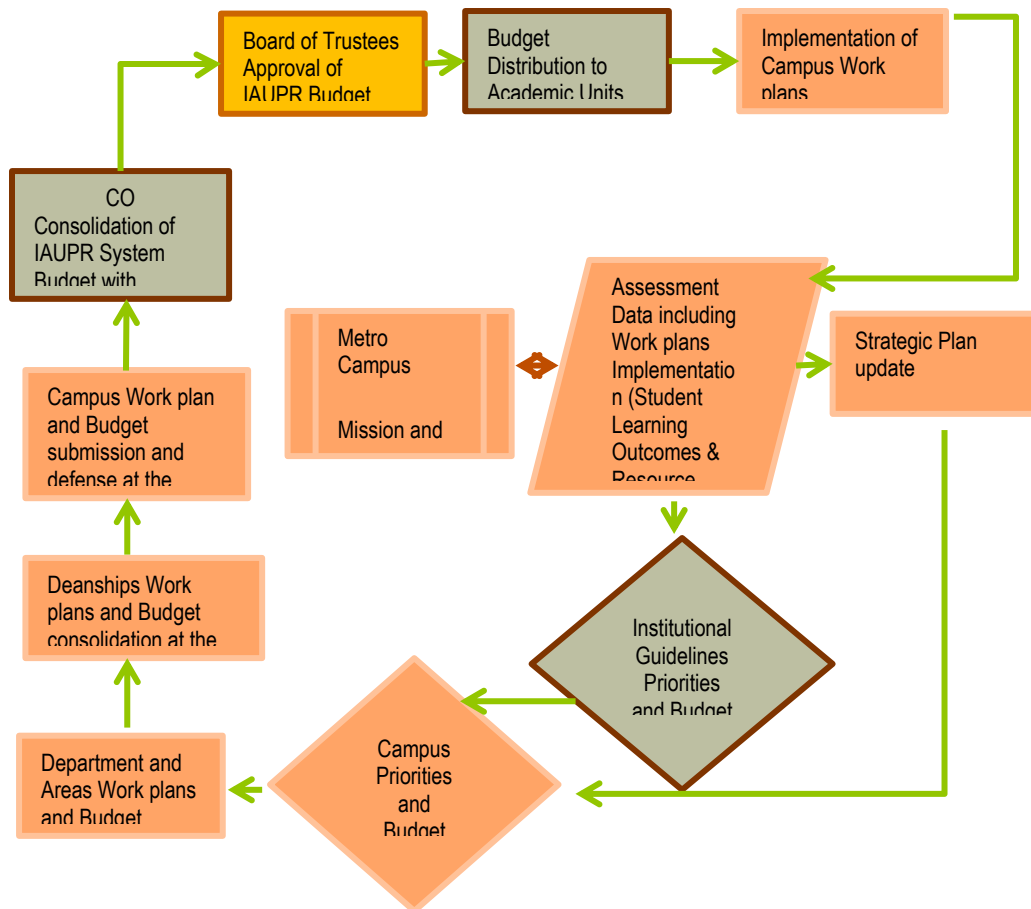 Board of Trustees
Approval of
IAUPR Budget
Budget
Distribution to
Academic Units
Implementation of
Campus Work
plans
CO
Consolidation of
IAUPR System
Budget with
Assessment
Data including
Work plans
Implementatio
n (Student
Learning
Outcomes &
Resource
Metro
Campus
Mission and
Strategic Plan
update
Campus Work plan
and Budget
submission and
defense at the
Deanships Work
plans and Budget
consolidation at the
Institutional
Guidelines
Priorities
and Budget
Campus
Priorities
and
Budget
Department and
Areas Work plans
and Budget